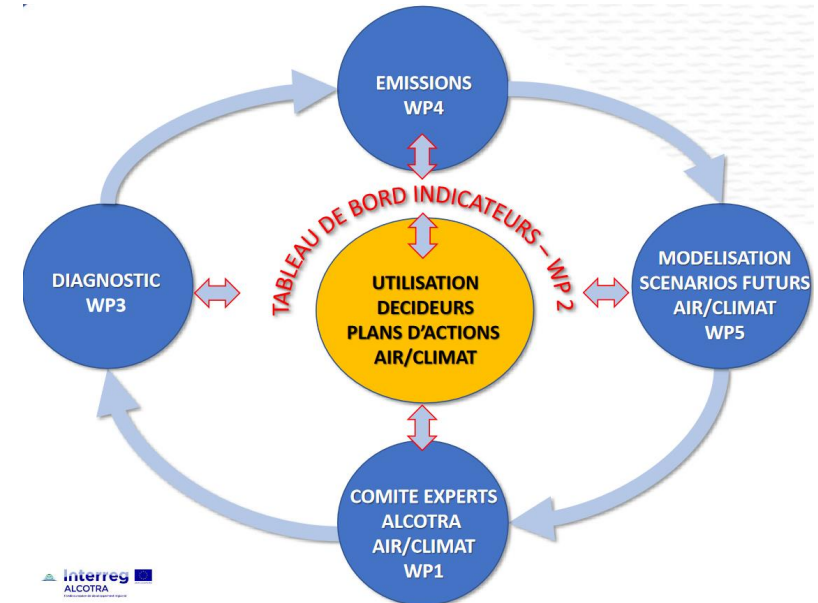 EMISSIONS
WP4
TABLEAU DE BORD INDICATEURS – WP 2
DIAGNOSTIC
WP3
UTILISATION
DECIDEURS
PLANS D’ACTIONS
AIR/CLIMAT
MODELISATION
SCENARIOS FUTURS
AIR/CLIMAT
WP5
COMITE EXPERTS
ALCOTRA
AIR/CLIMAT
WP1
Interreg
ALCOTRA